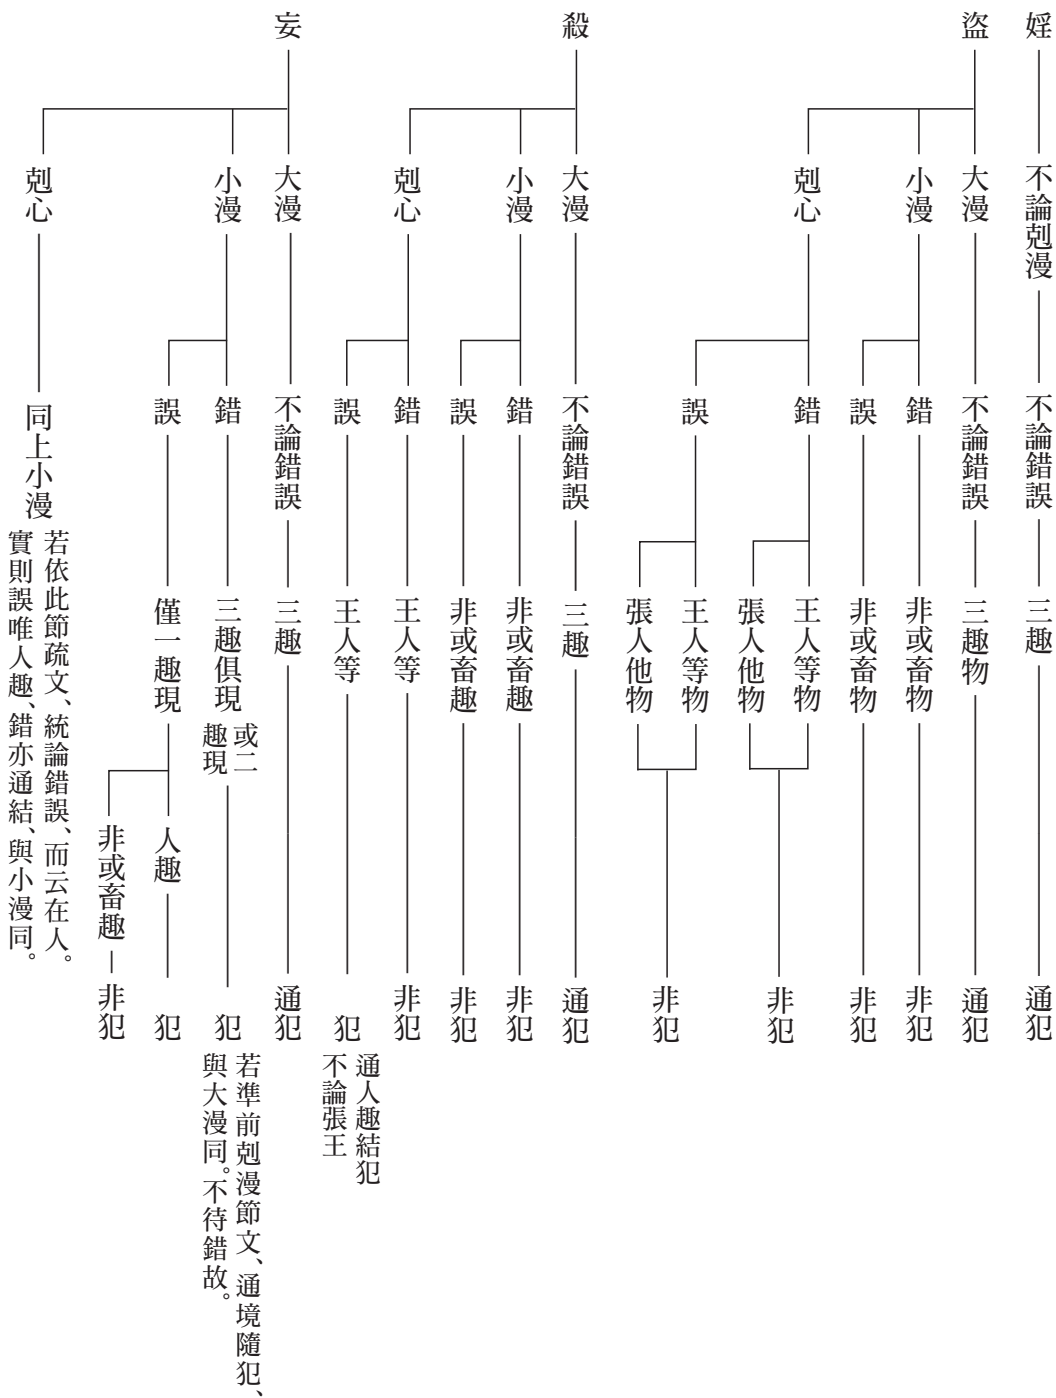 婬
不論剋漫
不論錯誤
三趣
通犯
盜
大漫
不論錯誤
三趣物
通犯
小漫
錯
非或畜物
非犯
誤
非或畜物
非犯
剋心
錯
王人等物
張人他物
非犯
誤
王人等物
張人他物
非犯
殺
大漫
不論錯誤
三趣
通犯
小漫
錯
非或畜趣
非犯
誤
非或畜趣
非犯
剋心
錯
王人等
非犯
誤
王人等
犯
通人趣結犯
不論張王
妄
大漫
不論錯誤
三趣
通犯
小漫
錯
三趣俱現
或二
趣現
犯
若準前剋漫節文、通境隨犯、
與大漫同。不待錯故。
誤
僅一趣現
人趣
犯
非或畜趣
非犯
剋心
同上小漫
若依此節疏文、統論錯誤、而云在人。
實則誤唯人趣、錯亦通結、與小漫同。